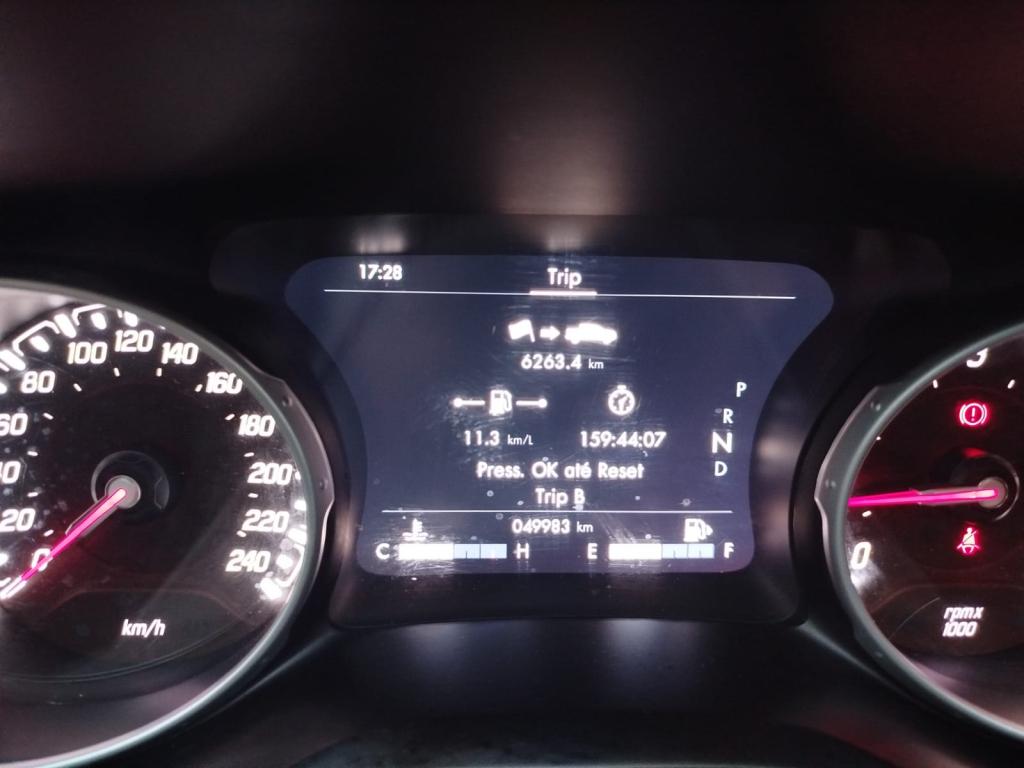 17:28
Trip
6263.4 km
11.3 km/L
159:44:07
Press. OK até Reset
Trip B
049983 km
C
H
E
F
P
R
N
D
0
20
40
60
80
100
120
140
160
180
200
220
240
km/h
0
rpmx
1000